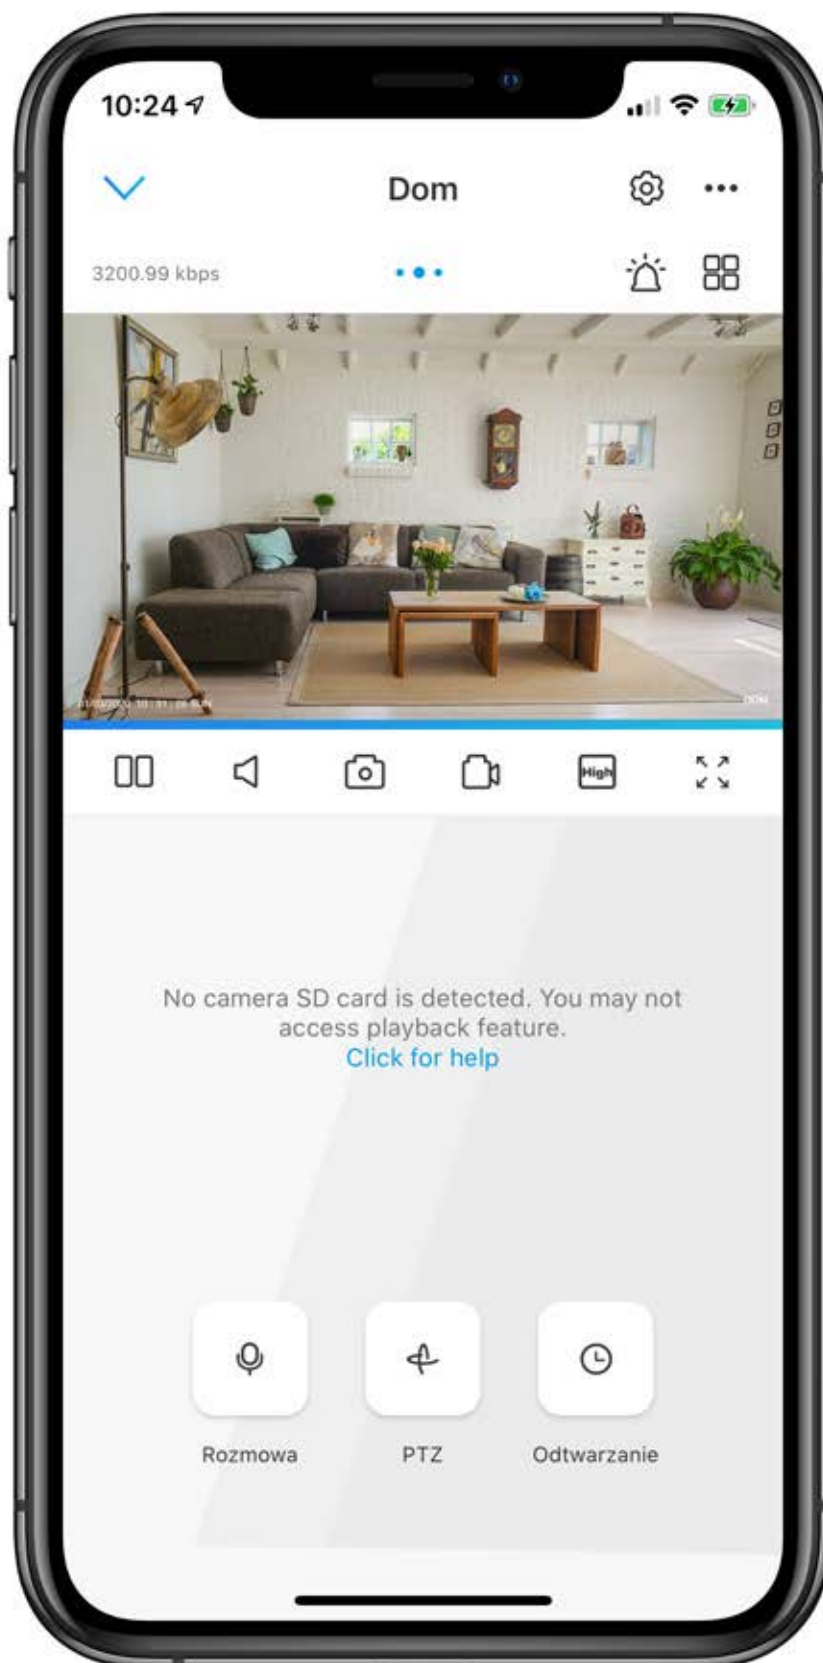 10:24
Dom
3200.99 kbps
High
No camera SD card is detected. You may not
access playback feature.
Click for help
Rozmowa
PTZ
Odtwarzanie